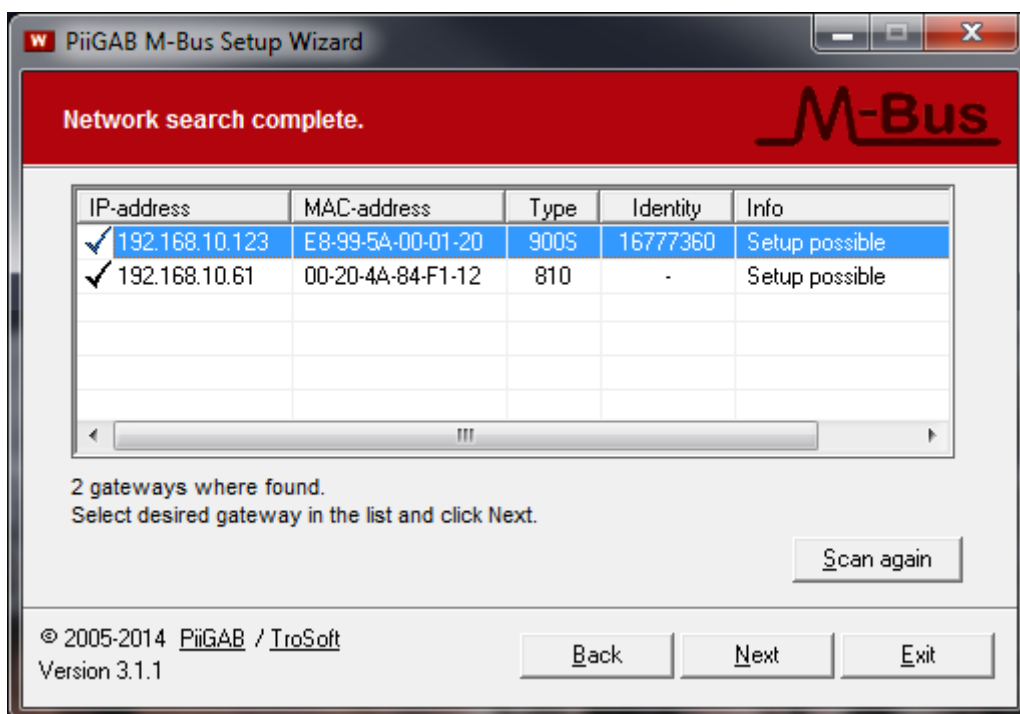 W PiiGAB M-Bus Setup Wizard
Network search complete.
M-Bus
IP-address MAC-address Type Identity Info
192.168.10.123 E8-99-5A-00-01-20 900S 16777360 Setup possible
192.168.10.61 00-20-4A-84-F1-12 810 - Setup possible
2 gateways where found.
Select desired gateway in the list and click Next.
Scan again
© 2005-2014 PiiGAB / TroSoft
Version 3.1.1
Back Next Exit